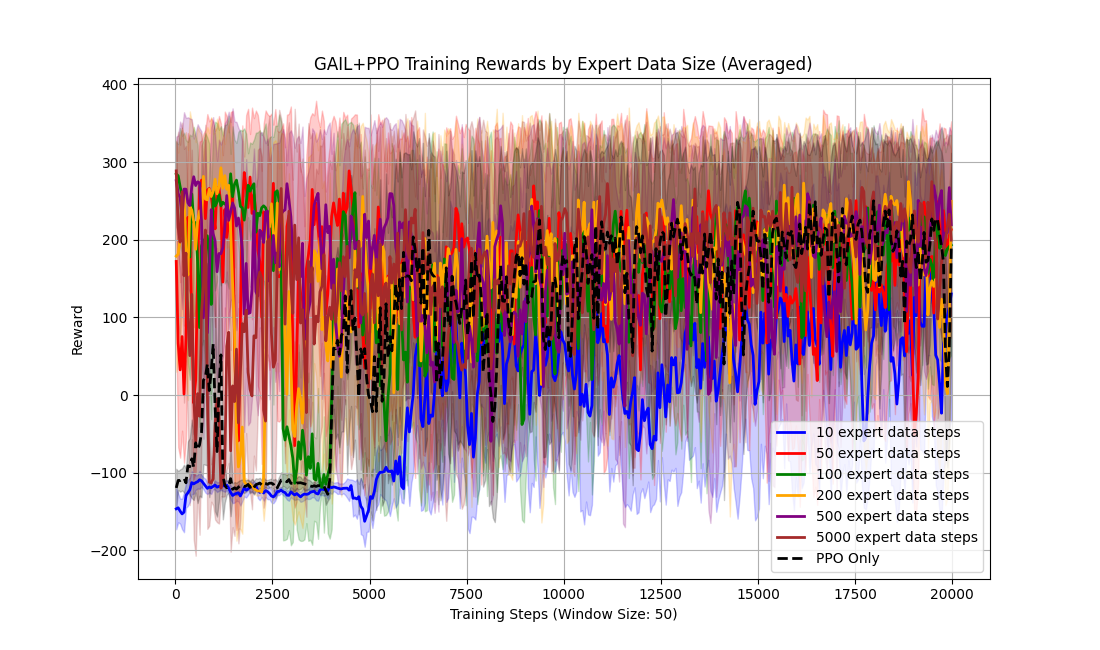 GAIL+PPO Training Rewards by Expert Data Size (Averaged)
400
300
200
100
0
−100
−200
Reward
0 2500 5000 7500 10000 12500 15000 17500 20000
Training Steps (Window Size: 50)
10 expert data steps
50 expert data steps
100 expert data steps
200 expert data steps
500 expert data steps
5000 expert data steps
PPO Only